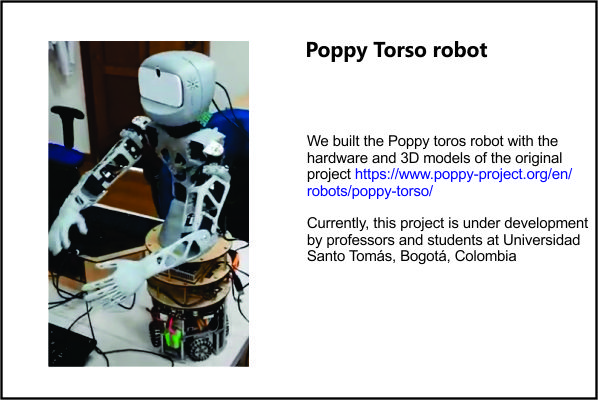 Poppy Torso robot
We built the Poppy toros robot with the
hardware and 3D models of the original
project https://www.poppy-project.org/en/
robots/poppy-torso/
Currently, this project is under development
by professors and students at Universidad
Santo Tomás, Bogotá, Colombia